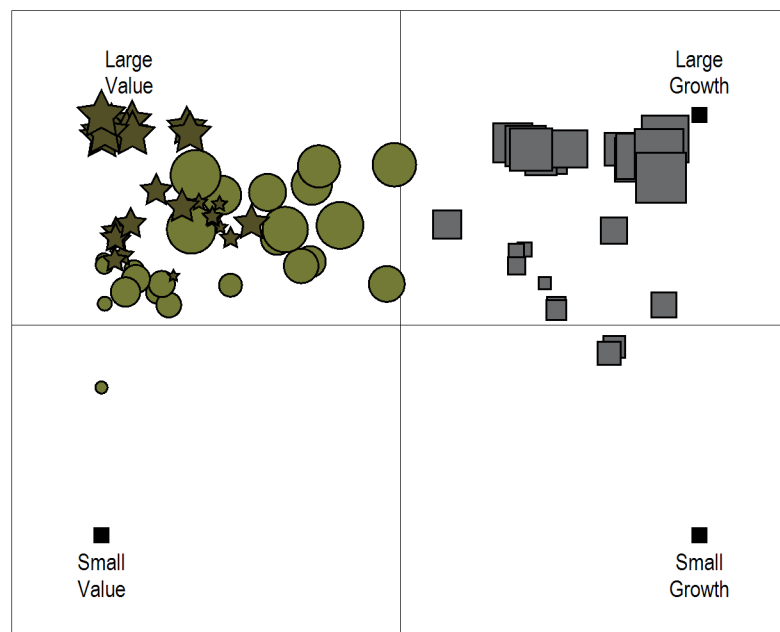 Large
Value
Large
Growth
Small
Value
Small
Growth